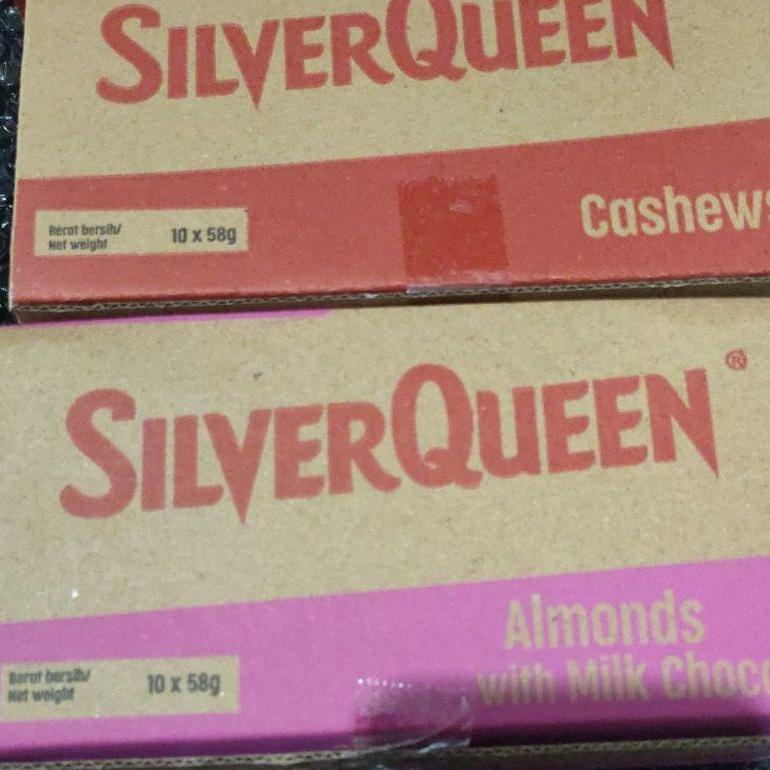 SILVERQUEEN
Cashews
Berat bersih/
Net weight
10 x 58g
SILVERQUEEN®
Almonds
with Milk Choco
Berat bersih/
Net weight
10 x 58g